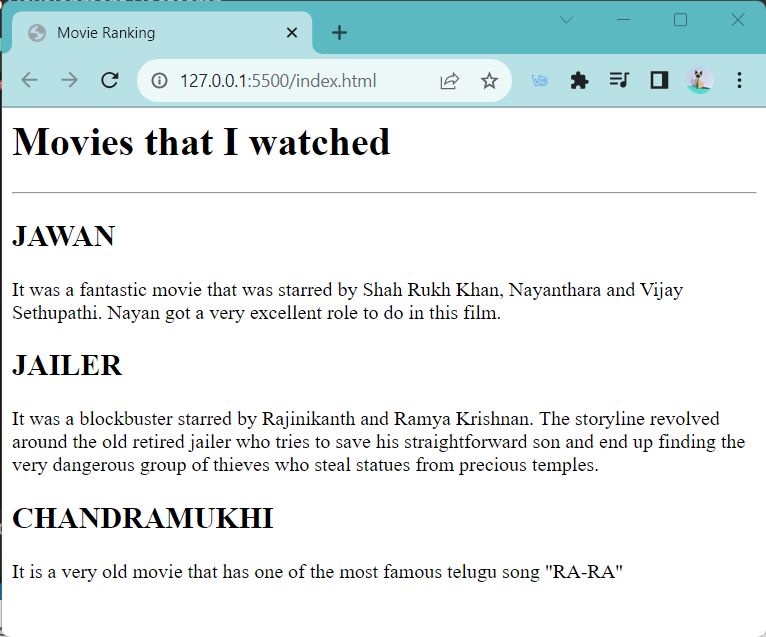 Movie Ranking
127.0.0.1:5500/index.html
Movies that I watched
JAWAN
It was a fantastic movie that was starred by Shah Rukh Khan, Nayanthara and Vijay
Sethupathi. Nayan got a very excellent role to do in this film.
JAILER
It was a blockbuster starred by Rajinikanth and Ramya Krishnan. The storyline revolved
around the old retired jailer who tries to save his straightforward son and end up finding the
very dangerous group of thieves who steal statues from precious temples.
CHANDRAMUKHI
It is a very old movie that has one of the most famous telugu song "RA-RA"